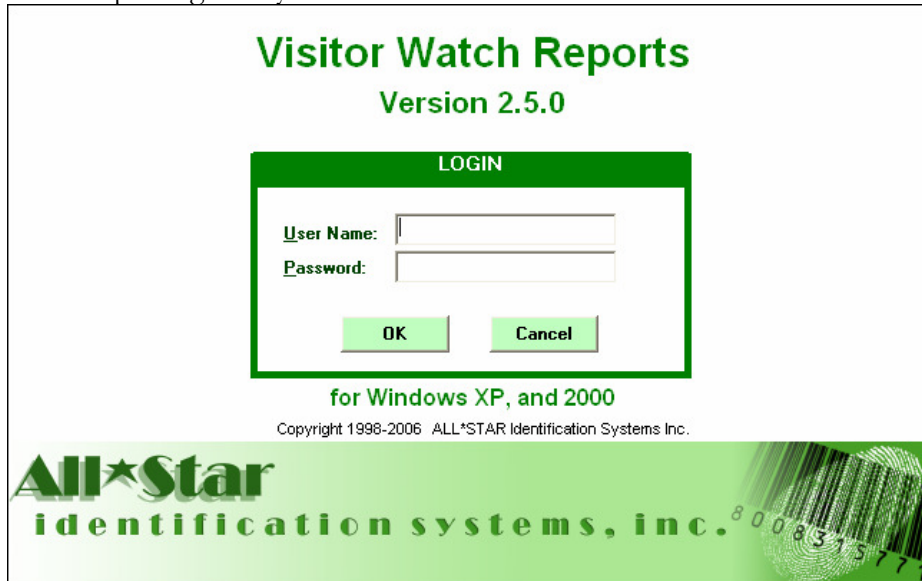 Visitor Watch Reports
Version 2.5.0
LOGIN
User Name:
Password:
OK Cancel
for Windows XP, and 2000
Copyright 1998-2006 ALL*STAR Identification Systems Inc.
All★Star
identification systems, inc.
800831577